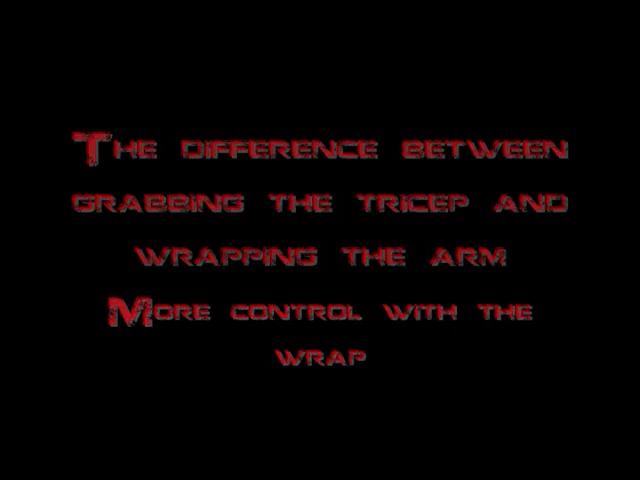 The difference between
grabbing the tricep and
wrapping the arm
More control with the
wrap